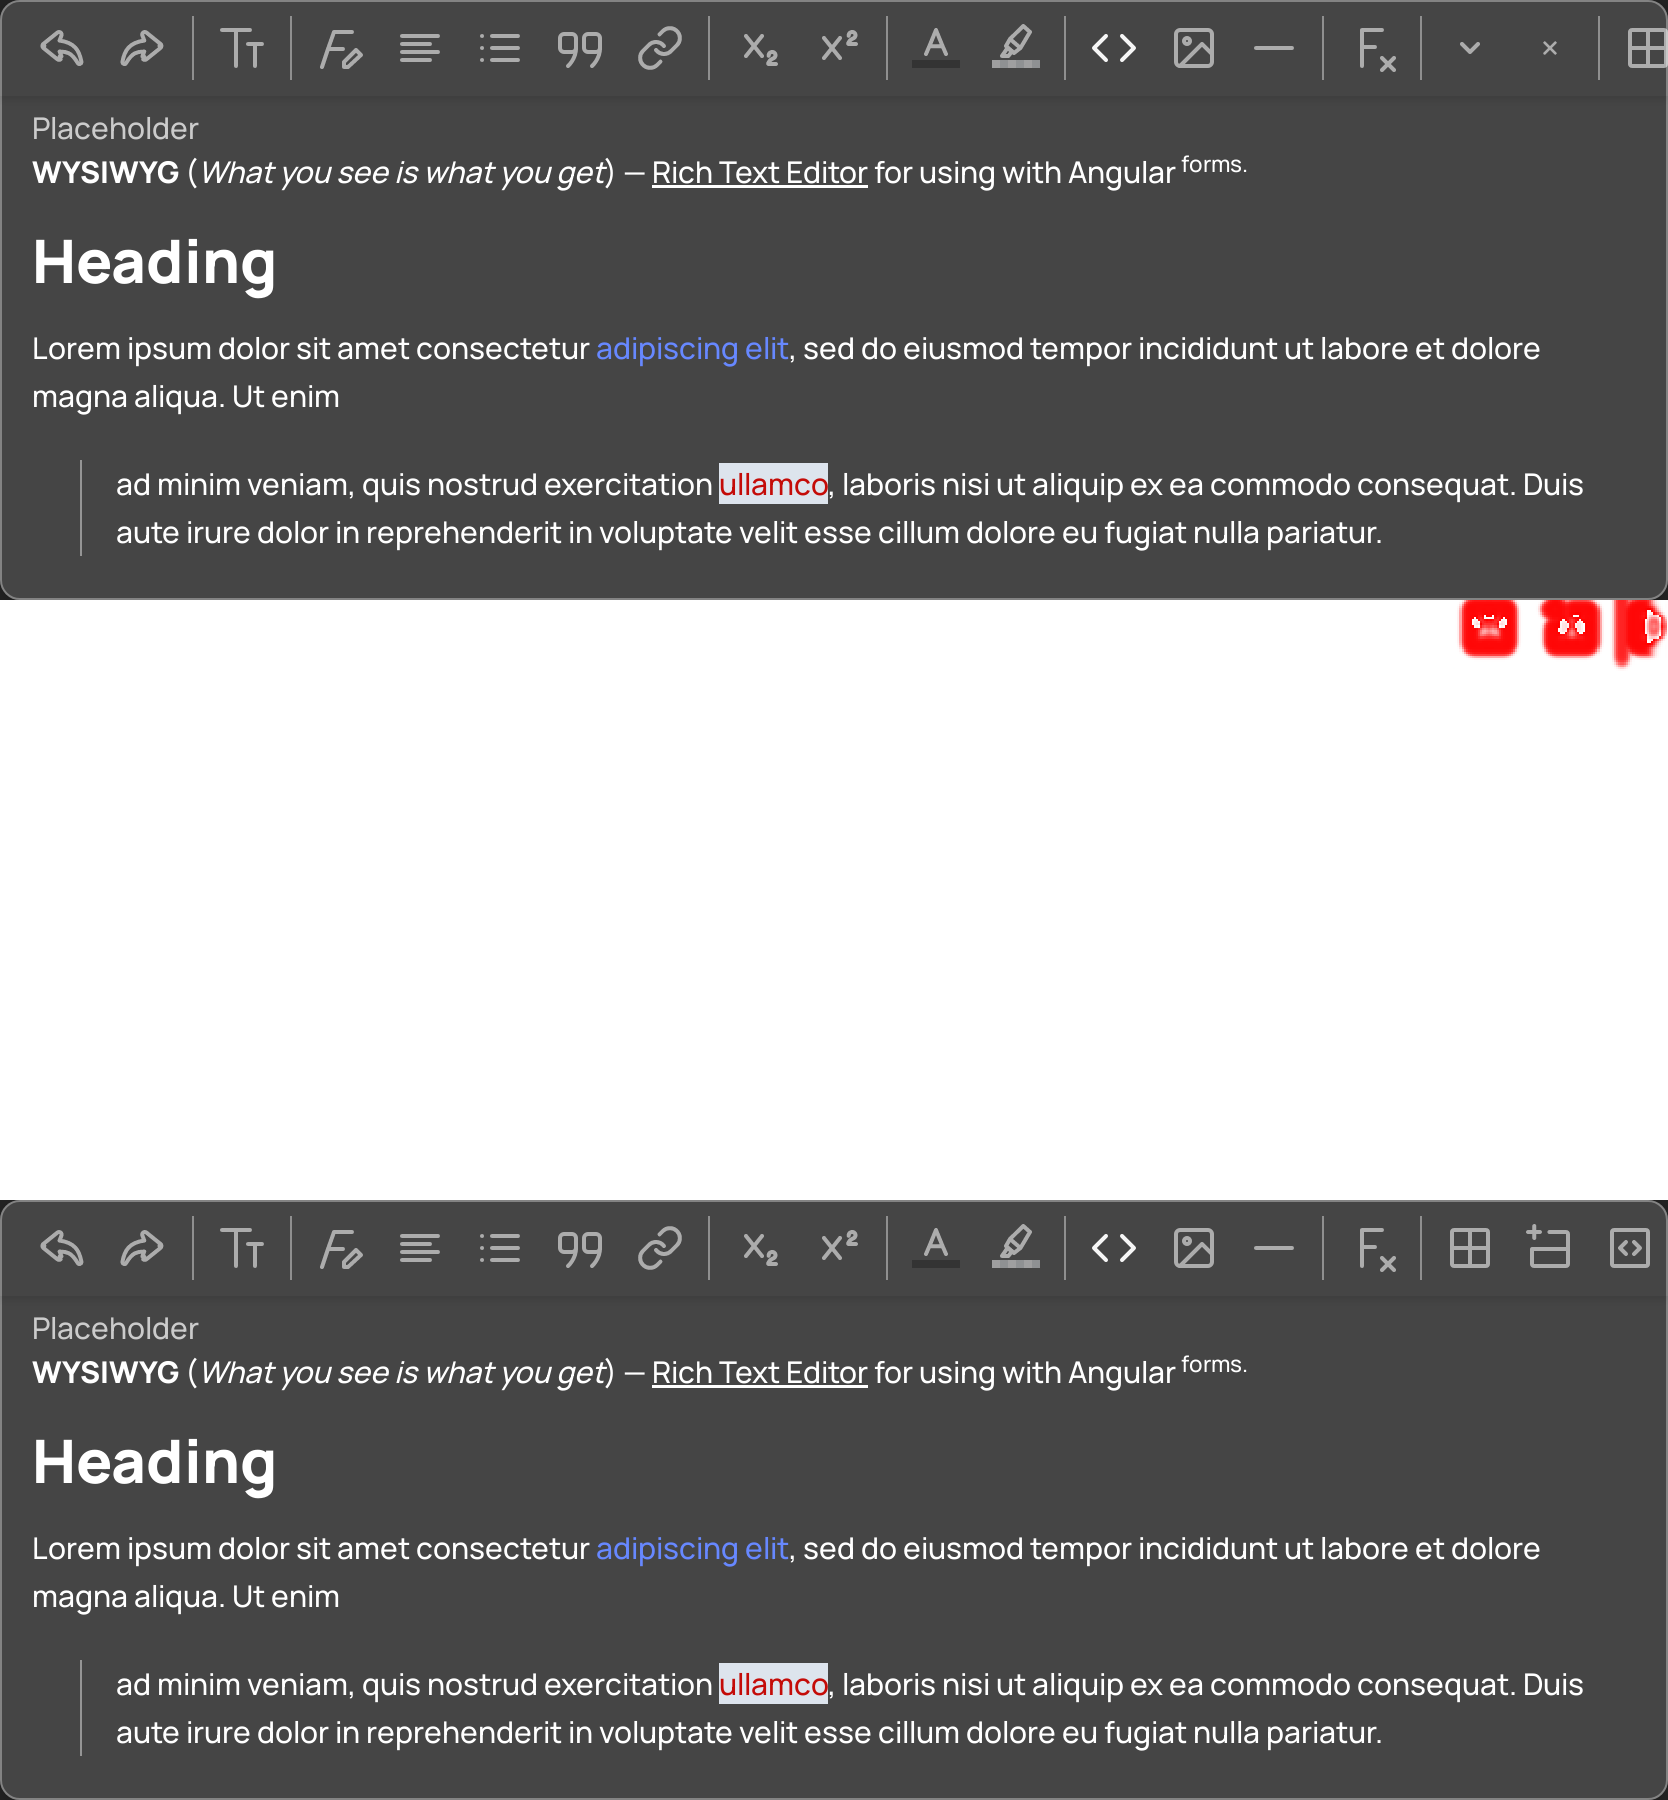 Placeholder
WYSIWYG (What you see is what you get) — Rich Text Editor for using with Angular forms.
Heading
Lorem ipsum dolor sit amet consectetur adipiscing elit, sed do eiusmod tempor incididunt ut labore et dolore
magna aliqua. Ut enim
ad minim veniam, quis nostrud exercitation ullamco, laboris nisi ut aliquip ex ea commodo consequat. Duis
aute irure dolor in reprehenderit in voluptate velit esse cillum dolore eu fugiat nulla pariatur.
Placeholder
WYSIWYG (What you see is what you get) — Rich Text Editor for using with Angular forms.
Heading
Lorem ipsum dolor sit amet consectetur adipiscing elit, sed do eiusmod tempor incididunt ut labore et dolore
magna aliqua. Ut enim
ad minim veniam, quis nostrud exercitation ullamco, laboris nisi ut aliquip ex ea commodo consequat. Duis
aute irure dolor in reprehenderit in voluptate velit esse cillum dolore eu fugiat nulla pariatur.